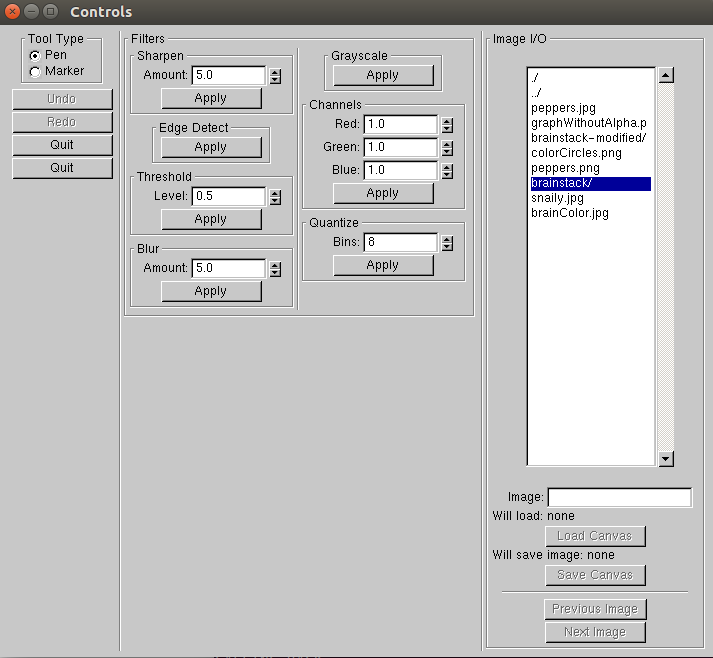 Controls
Tool Type
Pen
Marker
Undo
Redo
Quit
Quit
Filters
Sharpen
Amount: 5.0
Apply
Edge Detect
Apply
Threshold
Level: 0.5
Apply
Blur
Amount: 5.0
Apply
Grayscale
Apply
Channels
Red: 1.0
Green: 1.0
Blue: 1.0
Apply
Quantize
Bins: 8
Apply
Image I/O
./
../
peppers.jpg
graphWithoutAlpha.p
brainstack-modified/
colorCircles.png
peppers.png
brainstack/
snaily.jpg
brainColor.jpg
Image:
Will load: none
Load Canvas
Will save image: none
Save Canvas
Previous Image
Next Image